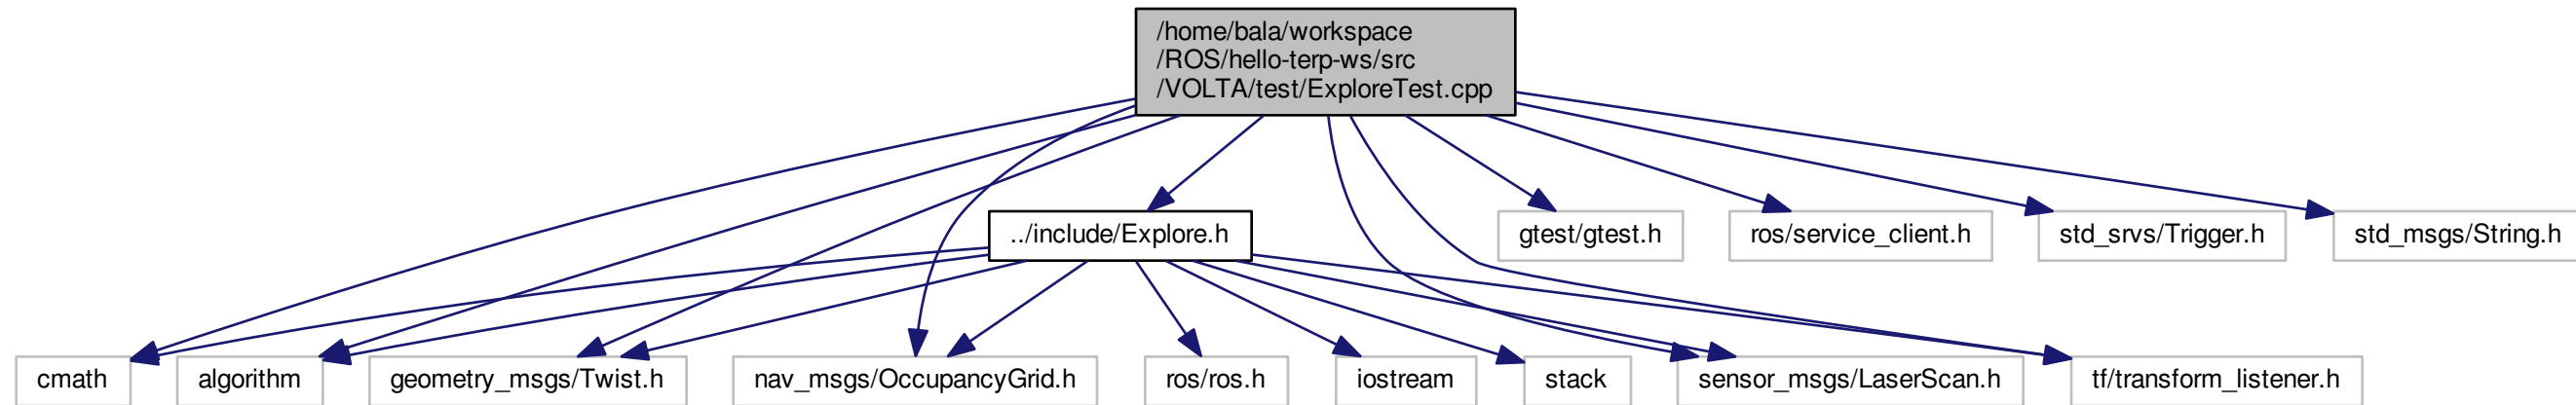 /home/bala/workspace
/ROS/hello-terp-ws/src
/VOLTA/test/ExploreTest.cpp
../include/Explore.h
gtest/gtest.h
ros/service_client.h
std_srvs/Trigger.h
std_msgs/String.h
cmath
algorithm
geometry_msgs/Twist.h
nav_msgs/OccupancyGrid.h
ros/ros.h
iostream
stack
sensor_msgs/LaserScan.h
tf/transform_listener.h